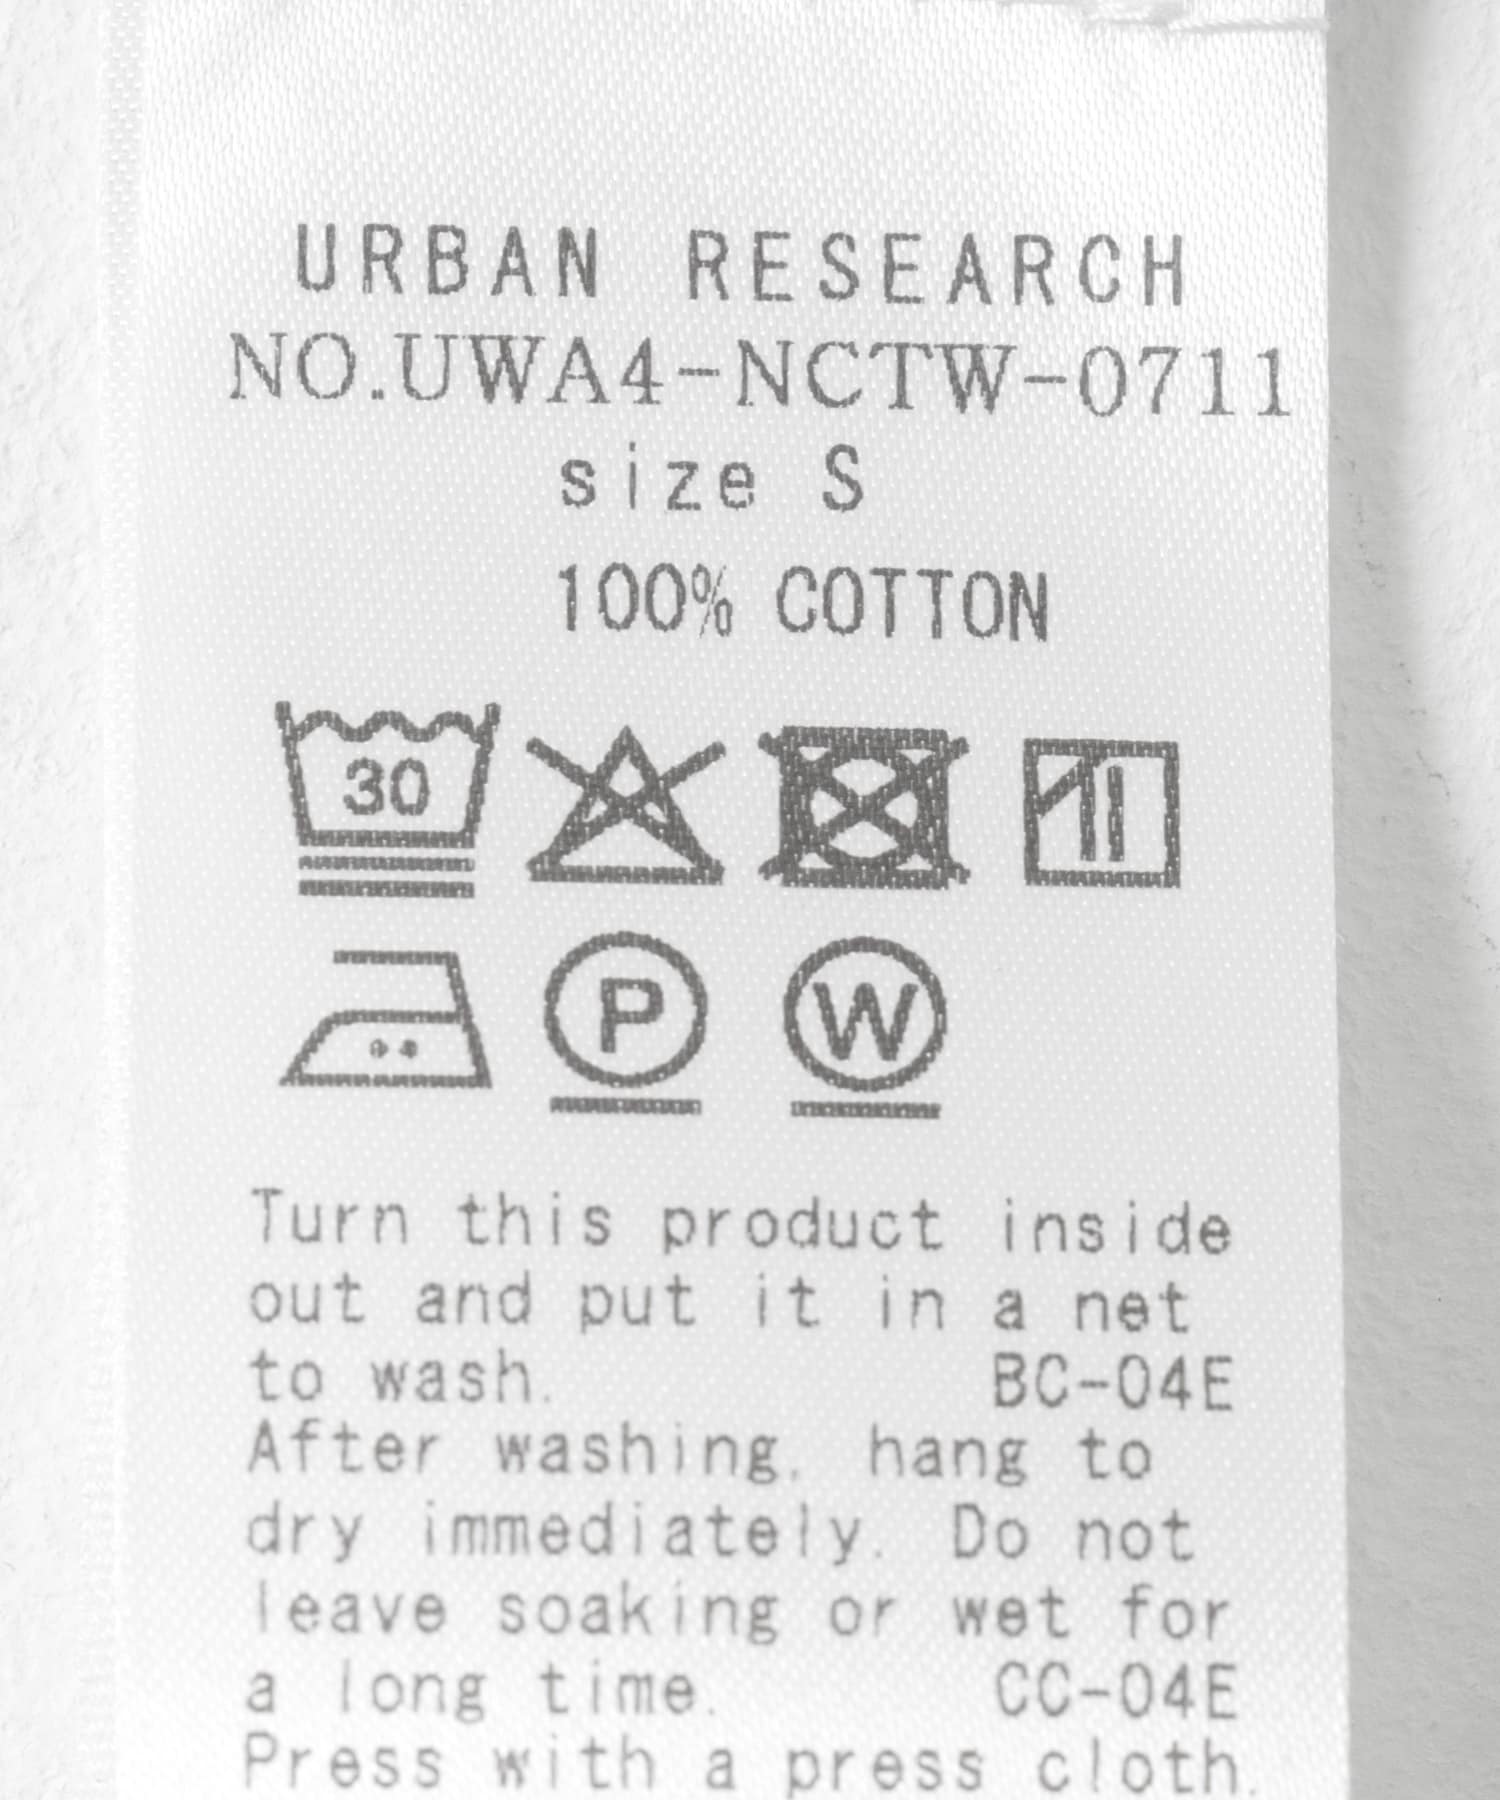 URBAN RESEARCH
NO.UWA4-NCTW-0711
size S
100% COTTON
30
P W
Turn this product inside
out and put it in a net
to wash. BC-04E
After washing, hang to
dry immediately. Do not
leave soaking or wet for
a long time. CC-04E
Press with a press cloth.